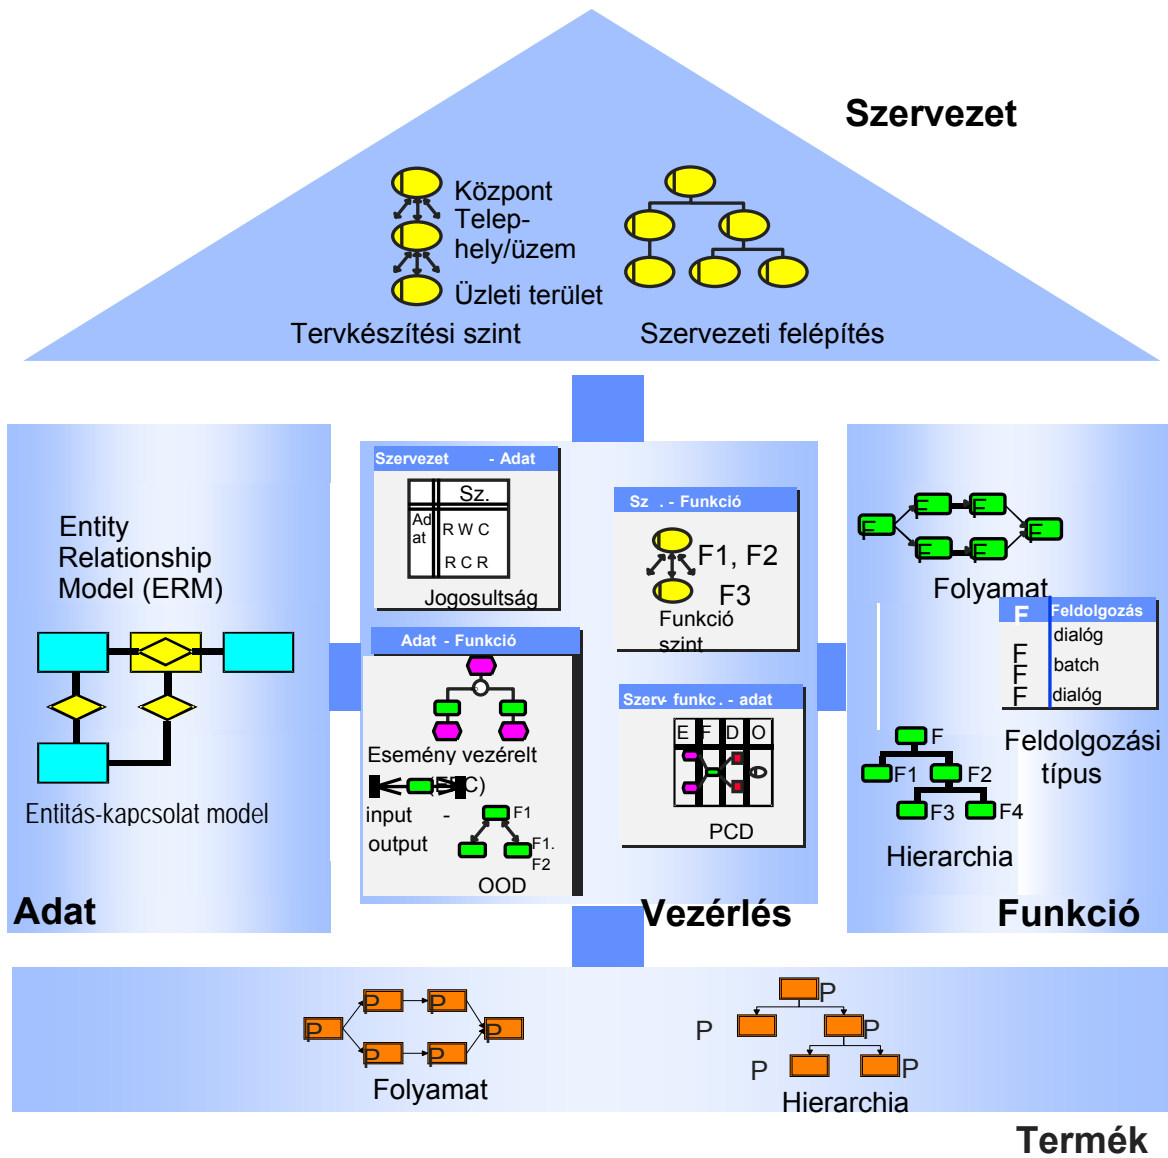 Szervezet
Központ
Telep-
hely/üzem
Üzleti terület
Tervkészítési szint
Szervezeti felépítés
Entity
Relationship
Model (ERM)
Entitás-kapcsolat model
Adat
Szervezet - Adat
Sz.
Ad
at
R W C
R C R
Jogosultság
Adat - Funkció
Esemény vezérelt
input -
output
F1
F1.
F2
OOD
Sz . - Funkció
F1, F2
F3
Funkció
szint
Szerv- funkc . - adat
E F D O
PCD
Vezérlés
F F F F F F
Folyamat
F Feldolgozás
F dialóg
F batch
F dialóg
Feldolgozási
típus
F
F1 F2
F3 F4
Hierarchia
Funkció
P P P P P P
Folyamat
P
P P
P P
Hierarchia
Termék